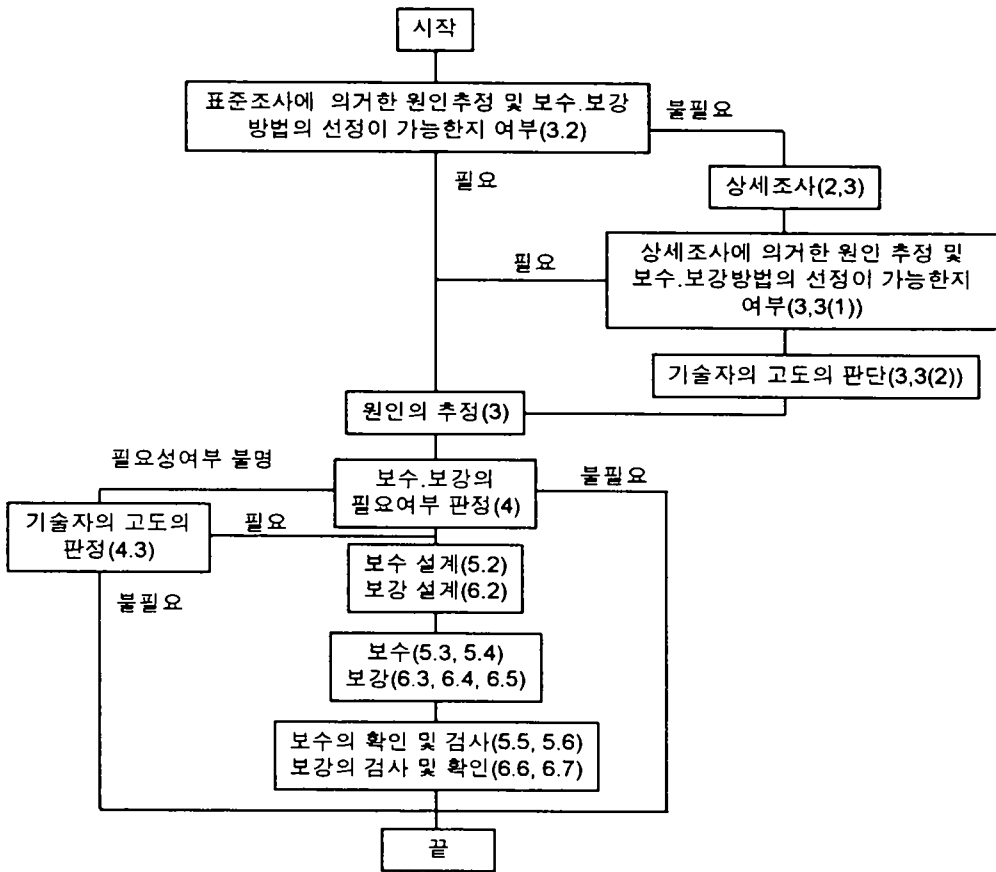 시작
표준조사에 의거한 원인추정 및 보수.보강
방법의 선정이 가능한지 여부(3.2)
불필요
필요
상세조사(2,3)
필요
상세조사에 의거한 원인 추정 및
보수.보강방법의 선정이 가능한지
여부(3,3(1))
기술자의 고도의 판단(3,3(2))
원인의 추정(3)
필요성여부 불명
보수.보강의
필요여부 판정(4)
불필요
기술자의 고도의
판정(4.3)
필요
불필요
보수 설계(5.2)
보강 설계(6.2)
보수(5.3, 5.4)
보강(6.3, 6.4, 6.5)
보수의 확인 및 검사(5.5, 5.6)
보강의 검사 및 확인(6.6, 6.7)
끝